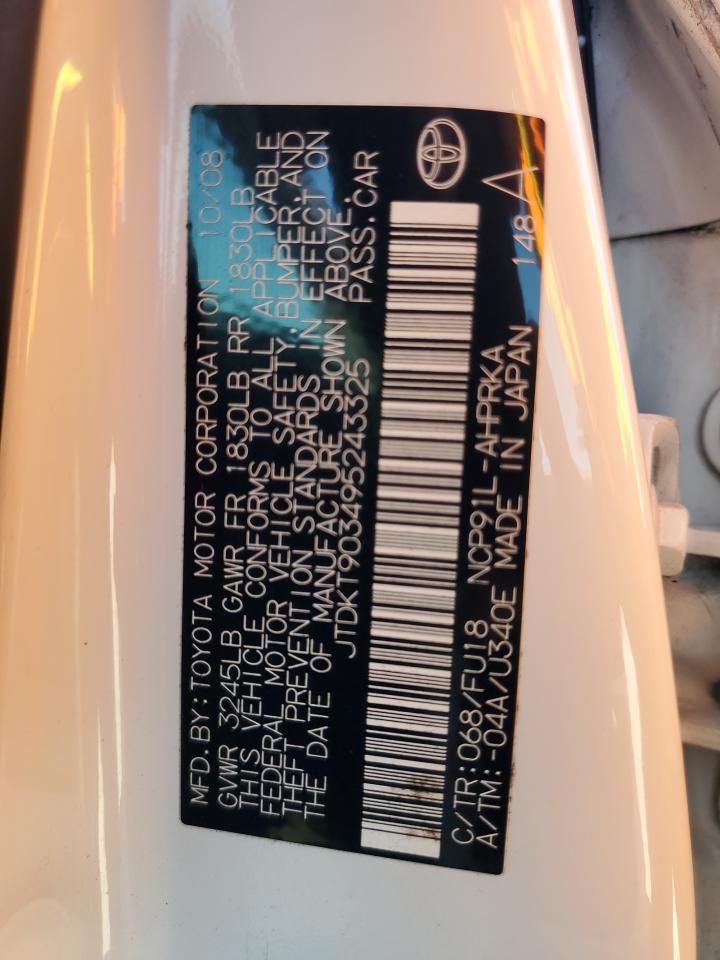 MFD.BY:TOYOTA MOTOR CORPORATION 10/08
GVWR 3245LB GAWR FR 1830LB RR 1830LB
THIS VEHICLE CONFORMS TO ALL APPLICABLE
FEDERAL MOTOR VEHICLE SAFETY,BUMPER,AND
THEFT PREVENTION STANDARDS IN EFFECT ON
THE DATE OF MANUFACTURE SHOWN ABOVE.
JTDKT903495243325 PASS.CAR
C/TR:068/FU18 NCP91L-AHPRKA
A/TM:-04A/U340E MADE IN JAPAN 148 A